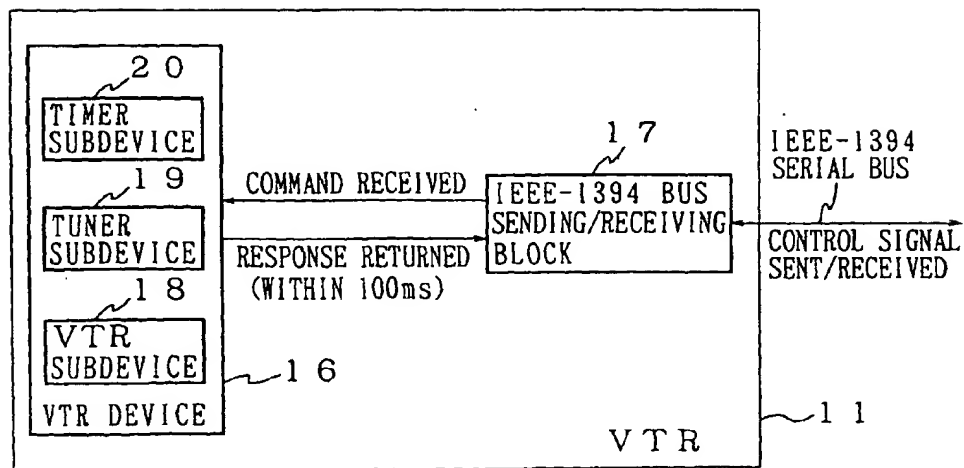 20
TIMER
SUBDEVICE
19
TUNER
SUBDEVICE
18
VTR
SUBDEVICE
VTR DEVICE
16
COMMAND RECEIVED
RESPONSE RETURNED
(WITHIN 100ms)
17
IEEE-1394 BUS
SENDING/RECEIVING
BLOCK
IEEE-1394
SERIAL BUS
CONTROL SIGNAL
SENT/RECEIVED
11
VTR